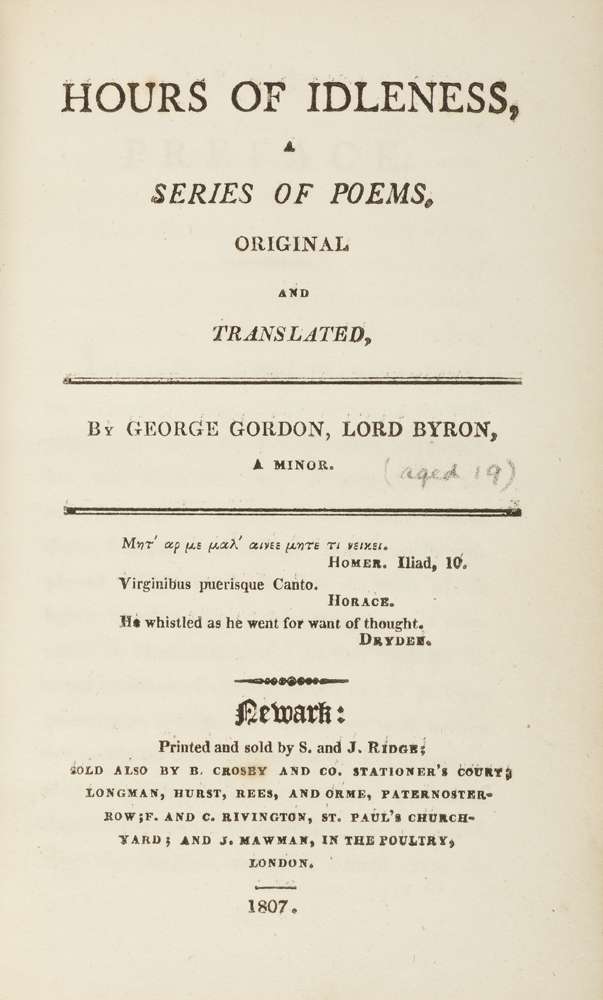 HOURS OF IDLENESS,
A
SERIES OF POEMS,
ORIGINAL
AND
TRANSLATED,
BY GEORGE GORDON, LORD BYRON,
A MINOR. (aged 19)
Μητ' αρ με μαλ' αινεε μητε τι νεικει.
HOMER. Iliad, 10.
Virginibus puerisque Canto.
HORACE.
He whistled as he went for want of thought.
DRYDEN.
Newark:
Printed and sold by S. and J. RIDGE;
SOLD ALSO BY B. CROSBY AND CO. STATIONER'S COURT;
LONGMAN, HURST, REES, AND ORME, PATERNOSTER-
ROW; F. AND C. RIVINGTON, ST. PAUL'S CHURCH-
YARD; AND J. MAWMAN, IN THE POULTRY,
LONDON.
1807.